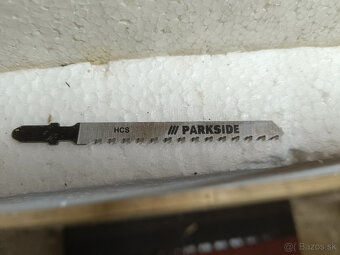 HCS /// PARKSIDE
© Bazos.sk